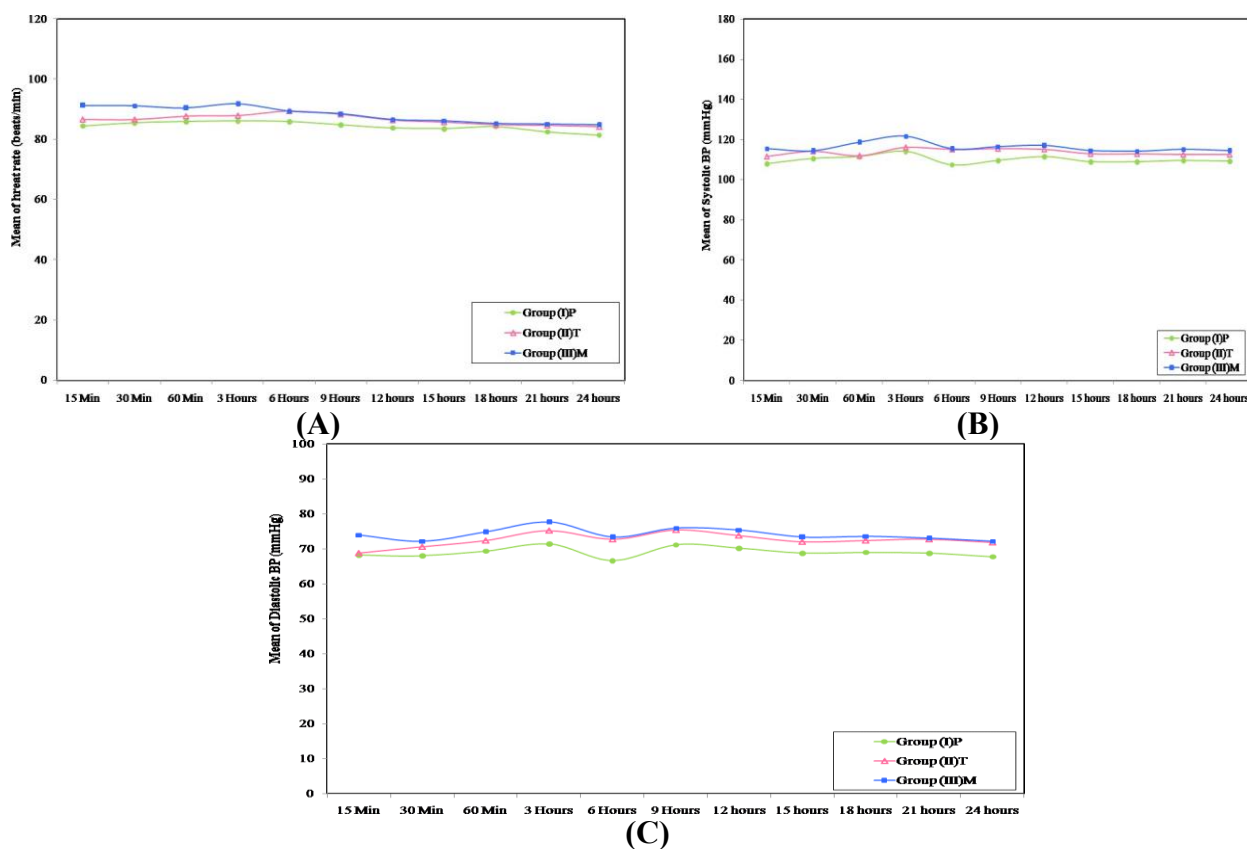 120
100
80
60
40
20
0
Mean of hreat rate (beats/min)
Group (I)P
Group (II)T
Group (III)M
15 Min 30 Min 60 Min 3 Hours 6 Hours 9 Hours 12 hours 15 hours 18 hours 21 hours 24 hours
(A)
180
160
140
120
100
80
60
40
20
0
Mean of Systolic BP (mmHg)
Group (I)P
Group (II)T
Group (III)M
15 Min 30 Min 60 Min 3 Hours 6 Hours 9 Hours 12 hours 15 hours 18 hours 21 hours 24 hours
(B)
100
90
80
70
60
50
40
30
20
10
0
Mean of Diastolic BP (mmHg)
Group (I)P
Group (II)T
Group (III)M
15 Min 30 Min 60 Min 3 Hours 6 Hours 9 Hours 12 hours 15 hours 18 hours 21 hours 24 hours
(C)